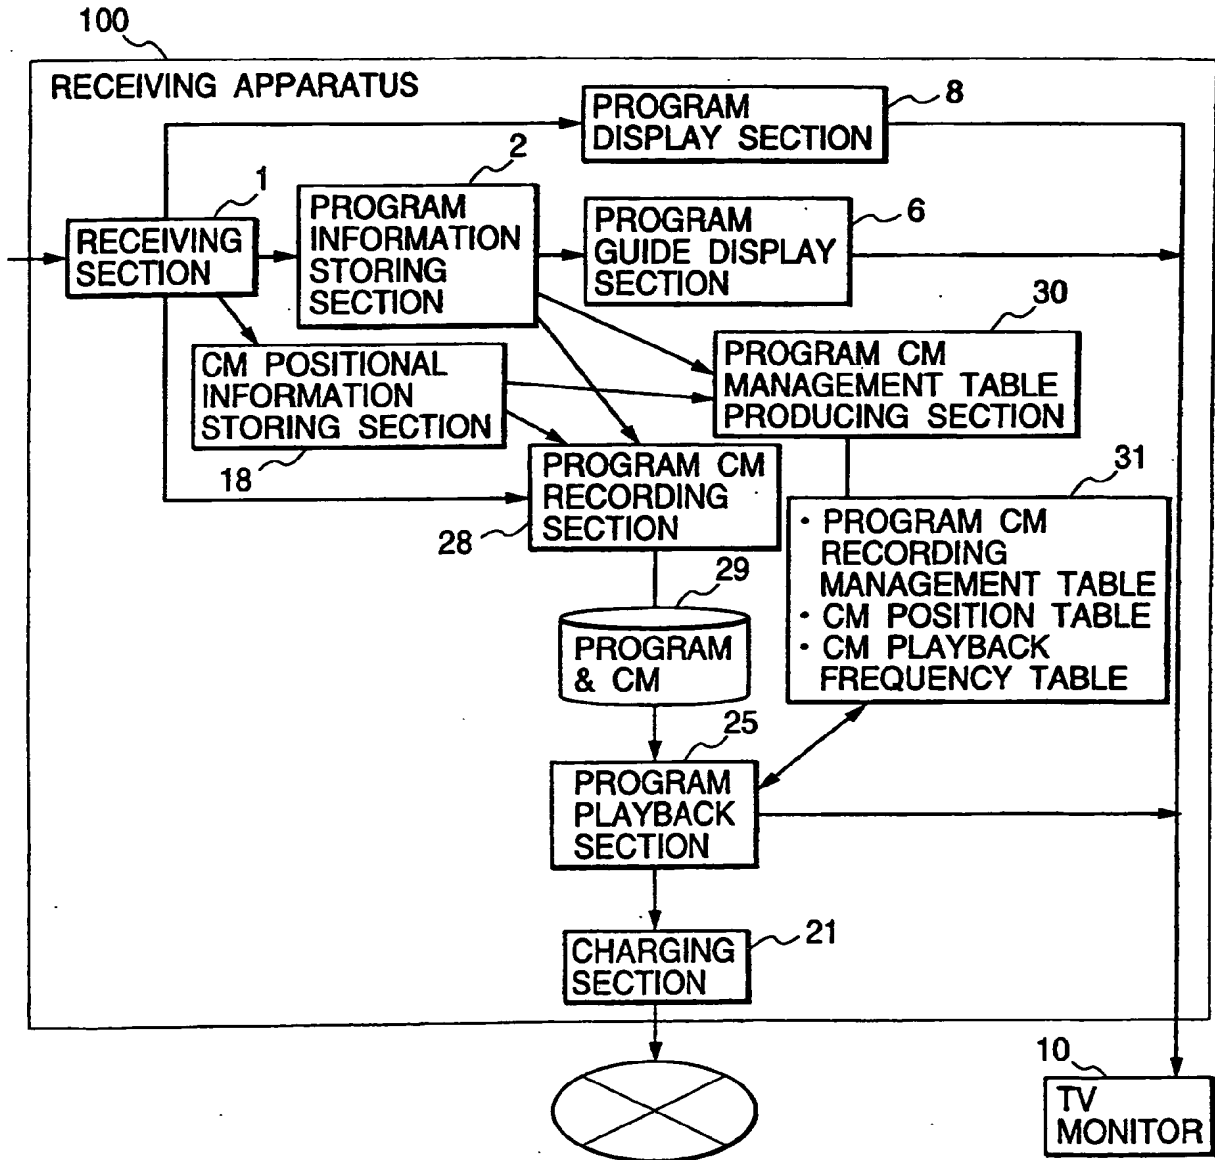 100
RECEIVING APPARATUS
PROGRAM
DISPLAY SECTION
8
1
RECEIVING
SECTION
2
PROGRAM
INFORMATION
STORING
SECTION
PROGRAM
GUIDE DISPLAY
SECTION
6
CM POSITIONAL
INFORMATION
STORING SECTION
18
30
PROGRAM CM
MANAGEMENT TABLE
PRODUCING SECTION
PROGRAM CM
RECORDING
SECTION
28
31
· PROGRAM CM
RECORDING
MANAGEMENT TABLE
· CM POSITION TABLE
· CM PLAYBACK
FREQUENCY TABLE
29
PROGRAM
& CM
25
PROGRAM
PLAYBACK
SECTION
CHARGING
SECTION
21
10
TV
MONITOR